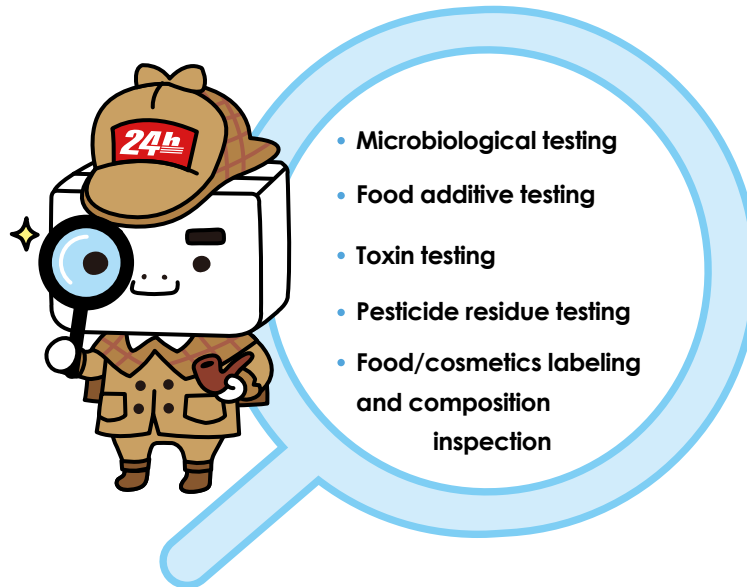 24h
• Microbiological testing
• Food additive testing
• Toxin testing
• Pesticide residue testing
• Food/cosmetics labeling
and composition
inspection